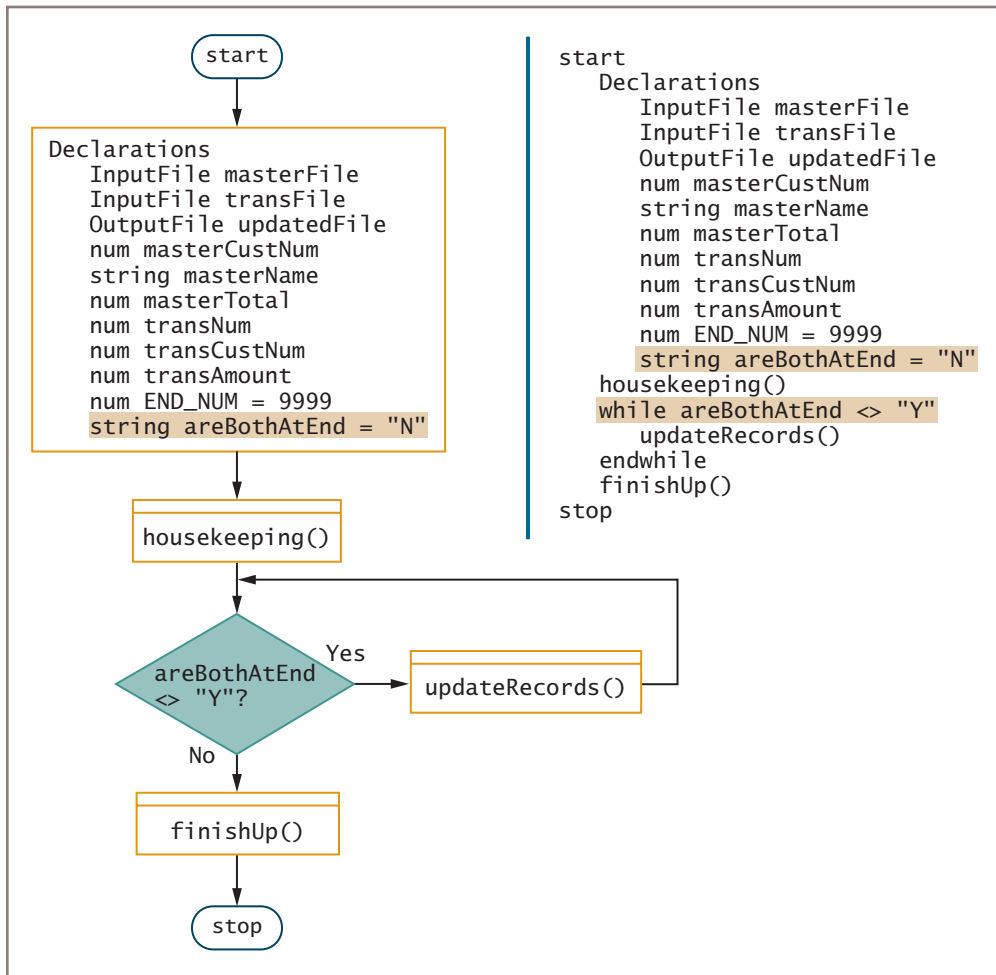 start
Declarations
InputFile masterFile
InputFile transFile
OutputFile updatedFile
num masterCustNum
string masterName
num masterTotal
num transNum
num transCustNum
num transAmount
num END_NUM = 9999
string areBothAtEnd = "N"
housekeeping()
areBothAtEnd
<> "Y"?
Yes
updateRecords()
No
finishUp()
stop
start
Declarations
InputFile masterFile
InputFile transFile
OutputFile updatedFile
num masterCustNum
string masterName
num masterTotal
num transNum
num transCustNum
num transAmount
num END_NUM = 9999
string areBothAtEnd = "N"
housekeeping()
while areBothAtEnd <> "Y"
updateRecords()
endwhile
finishUp()
stop